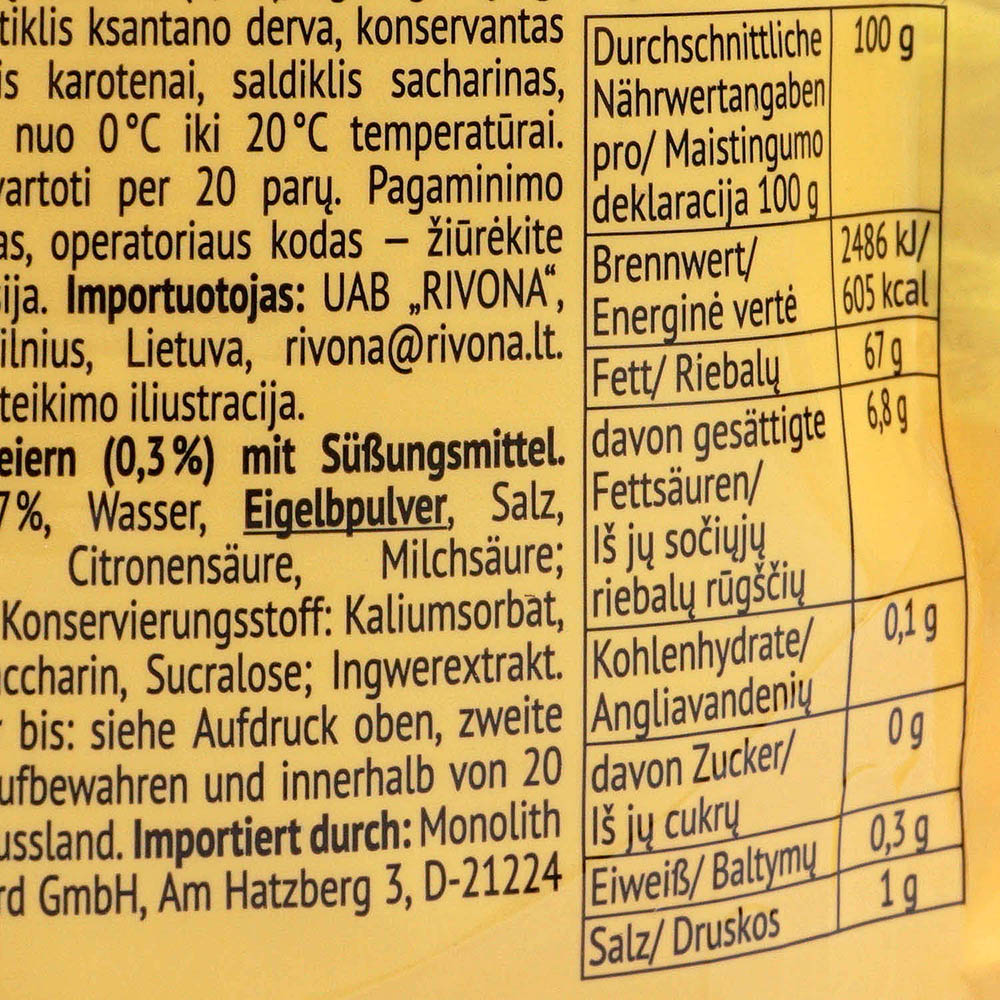 tiklis ksantano derva, konservantas
is karotenai, saldiklis sacharinas,
nuo 0°C iki 20°C temperatūrai.
vartoti per 20 parų. Pagaminimo
as, operatoriaus kodas – žiūrėkite
ija. Importuotojas: UAB „RIVONA“,
ilnius, Lietuva, rivona@rivona.lt.
teikimo iliustracija.
eiern (0,3%) mit Süßungsmittel.
7%, Wasser, Eigelbpulver, Salz,
Citronensäure, Milchsäure;
Konservierungsstoff: Kaliumsorbat,
ccharin, Sucralose; Ingwerextrakt.
bis: siehe Aufdruck oben, zweite
ufbewahren und innerhalb von 20
ussland. Importiert durch: Monolith
rd GmbH, Am Hatzberg 3, D-21224
Durchschnittliche 100 g
Nährwertangaben
pro/ Maistingumo
deklaracija 100 g
Brennwert/ 2486 kJ/
Energinė vertė 605 kcal
Fett/ Riebalų 67 g
davon gesättigte 6,8 g
Fettsäuren/
Iš jų sočiųjų
riebalų rūgščių
Kohlenhydrate/ 0,1 g
Angliavandenių
davon Zucker/ 0 g
Iš jų cukrų
Eiweiß/ Baltymų 0,3 g
Salz/ Druskos 1 g